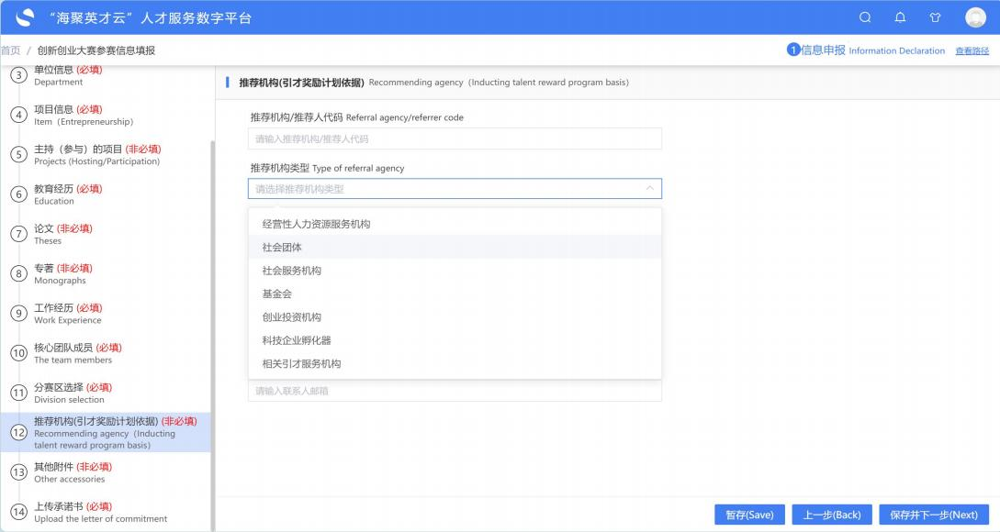 “海聚英才云”人才服务数字平台
首页 / 创新创业大赛参赛信息填报
1 信息申报 Information Declaration 查看路径
3 单位信息 (必填)
Department
4 项目信息 (必填)
Item（Entrepreneurship）
5 主持（参与）的项目 (非必填)
Projects (Hosting/Participation)
6 教育经历 (必填)
Education
7 论文 (非必填)
Theses
8 专著 (非必填)
Monographs
9 工作经历 (必填)
Work Experience
10 核心团队成员 (必填)
The team members
11 分赛区选择 (必填)
Division selection
12 推荐机构(引才奖励计划依据) (非必填)
Recommending agency（Inducting
talent reward program basis）
13 其他附件 (非必填)
Other accessories
14 上传承诺书 (必填)
Upload the letter of commitment
推荐机构(引才奖励计划依据) Recommending agency（Inducting talent reward program basis）
推荐机构/推荐人代码 Referral agency/referrer code
请输入推荐机构/推荐人代码
推荐机构类型 Type of referral agency
请选择推荐机构类型
经营性人力资源服务机构
社会团体
社会服务机构
基金会
创业投资机构
科技企业孵化器
相关引才服务机构
请输入联系人邮箱
暂存(Save) 上一步(Back) 保存并下一步(Next)